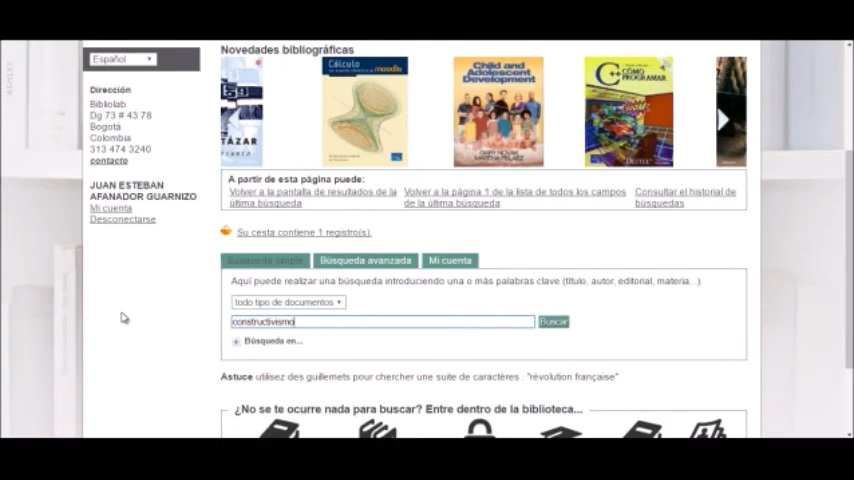 Español
Dirección
Bibliolab
Dg 73 # 43 78
Bogotá
Colombia
313 474 3240
contacto
JUAN ESTEBAN
AFANADOR GUARNIZO
Mi cuenta
Desconectarse
Novedades bibliográficas
TÁZAR
Cálculo
moodle
Child and
Adolescent
Development
GARY NOVAK
MARTHA PELÁEZ
C++ CÓMO
PROGRAMAR
DEITEL
A partir de esta página puede:
Volver a la pantalla de resultados de la
última búsqueda
Volver a la página 1 de la lista de todos los campos
de la última búsqueda
Consultar el historial de
búsquedas
Su cesta contiene 1 registro(s).
Búsqueda simple
Búsqueda avanzada
Mi cuenta
Aquí puede realizar una búsqueda introduciendo una o más palabras clave (título, autor, editorial, materia...).
todo tipo de documentos
constructivismo
Buscar
Búsqueda en...
Astuce utilisez des guillemets pour chercher une suite de caractères : "révolution française"
¿No se te ocurre nada para buscar? Entre dentro de la biblioteca...